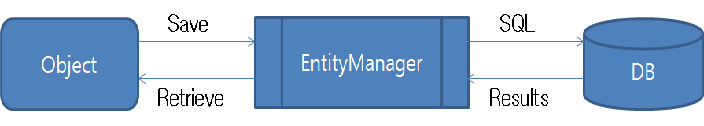 Save
SQL
Object
EntityManager
DB
Retrieve
Results